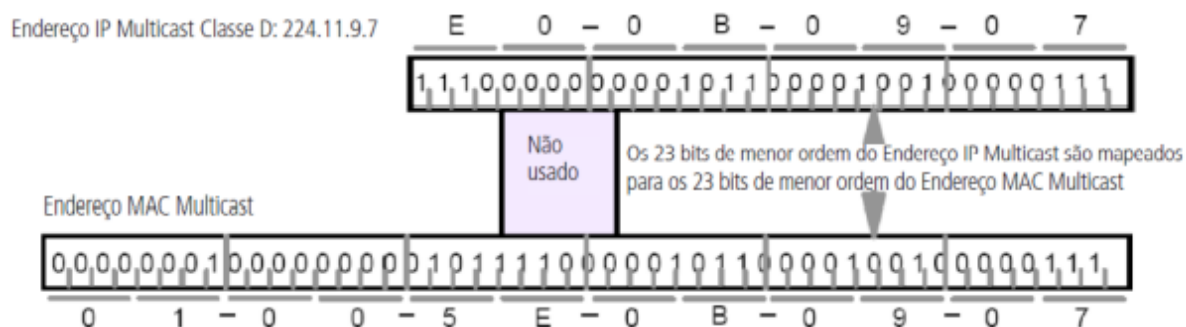 Endereço IP Multicast Classe D: 224.11.9.7 E 0 - 0 B - 0 9 - 0 7
11100000000010110000100100000111
Não usado
Os 23 bits de menor ordem do Endereço IP Multicast são mapeados
para os 23 bits de menor ordem do Endereço MAC Multicast
Endereço MAC Multicast
000000010000000001011110000010110000100100000111
0 1 - 0 0 - 5 E - 0 B - 0 9 - 0 7